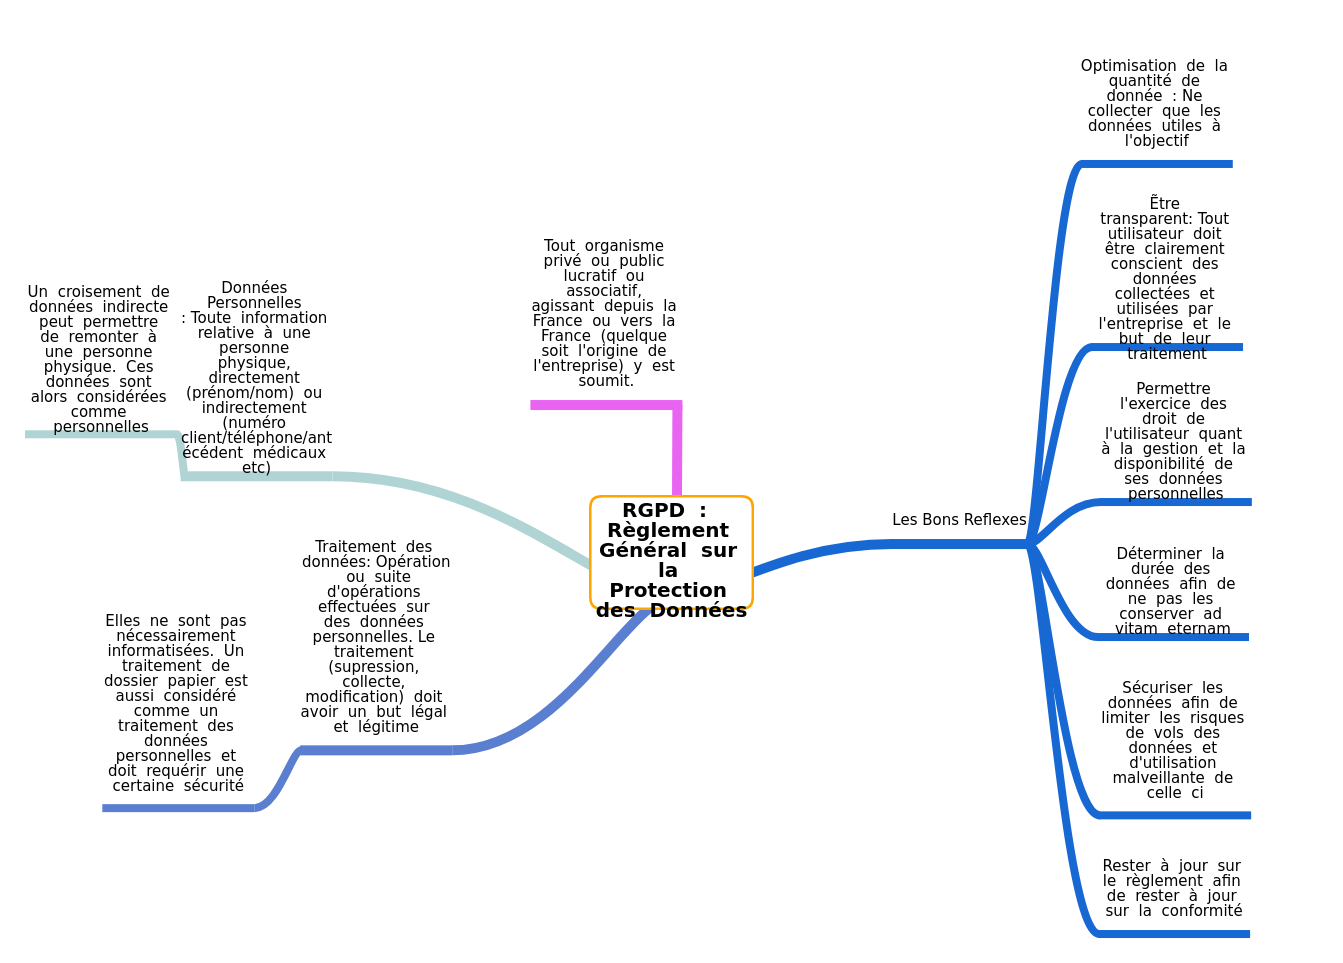 Optimisation de la
quantité de
donnée : Ne
collecter que les
données utiles à
l'objectif
Ẽtre
transparent: Tout
utilisateur doit
être clairement
conscient des
données
collectées et
utilisées par
l'entreprise et le
but de leur
traitement
Permettre
l'exercice des
droit de
l'utilisateur quant
à la gestion et la
disponibilité de
ses données
personnelles
Les Bons Reflexes
Déterminer la
durée des
données afin de
ne pas les
conserver ad
vitam eternam
Sécuriser les
données afin de
limiter les risques
de vols des
données et
d'utilisation
malveillante de
celle ci
Rester à jour sur
le règlement afin
de rester à jour
sur la conformité
Tout organisme
privé ou public
lucratif ou
associatif,
agissant depuis la
France ou vers la
France (quelque
soit l'origine de
l'entreprise) y est
soumit.
RGPD :
Règlement
Général sur
la
Protection
des Données
Données
Personnelles
: Toute information
relative à une
personne
physique,
directement
(prénom/nom) ou
indirectement
(numéro
client/téléphone/ant
écédent médicaux
etc)
Un croisement de
données indirecte
peut permettre
de remonter à
une personne
physique. Ces
données sont
alors considérées
comme
personnelles
Traitement des
données: Opération
ou suite
d'opérations
effectuées sur
des données
personnelles. Le
traitement
(supression,
collecte,
modification) doit
avoir un but légal
et légitime
Elles ne sont pas
nécessairement
informatisées. Un
traitement de
dossier papier est
aussi considéré
comme un
traitement des
données
personnelles et
doit requérir une
certaine sécurité